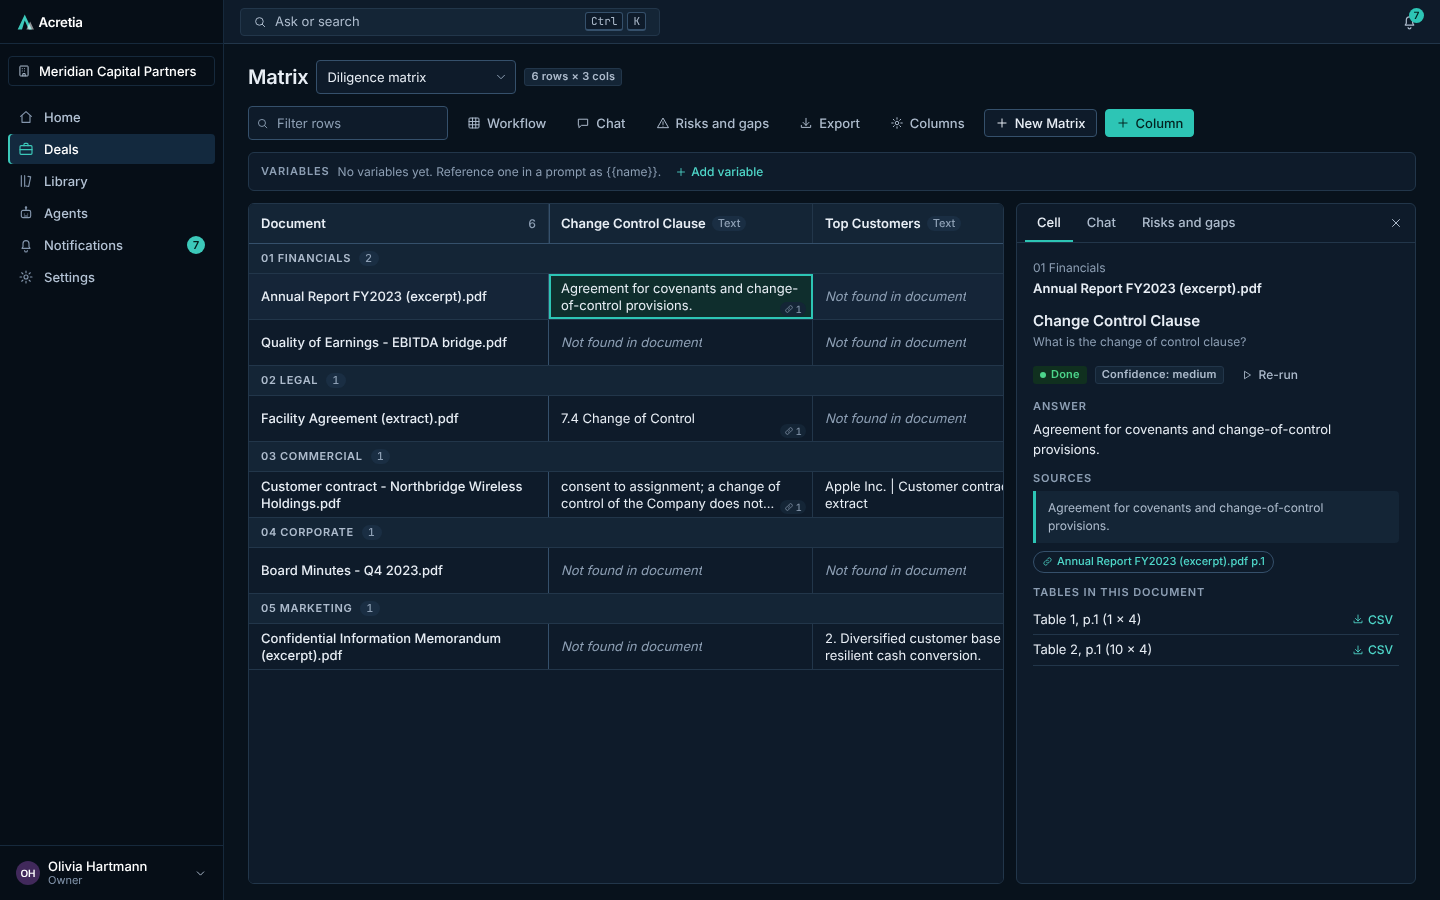 Acretia
Ask or search
Ctrl K
7
Meridian Capital Partners
Home
Deals
Library
Agents
Notifications 7
Settings
Olivia Hartmann
OH
Owner
Matrix
Diligence matrix
6 rows × 3 cols
Filter rows
Workflow
Chat
Risks and gaps
Export
Columns
New Matrix
Column
VARIABLES No variables yet. Reference one in a prompt as {{name}}. + Add variable
Document 6
Change Control Clause Text
Top Customers Text
01 FINANCIALS 2
Annual Report FY2023 (excerpt).pdf
Agreement for covenants and change-
of-control provisions.
1
Not found in document
Quality of Earnings - EBITDA bridge.pdf
Not found in document
Not found in document
02 LEGAL 1
Facility Agreement (extract).pdf
7.4 Change of Control
1
Not found in document
03 COMMERCIAL 1
Customer contract - Northbridge Wireless
Holdings.pdf
consent to assignment; a change of
control of the Company does not...
1
Apple Inc. | Customer contrac
extract
04 CORPORATE 1
Board Minutes - Q4 2023.pdf
Not found in document
Not found in document
05 MARKETING 1
Confidential Information Memorandum
(excerpt).pdf
Not found in document
2. Diversified customer base
resilient cash conversion.
Cell
Chat
Risks and gaps
01 Financials
Annual Report FY2023 (excerpt).pdf
Change Control Clause
What is the change of control clause?
Done
Confidence: medium
Re-run
ANSWER
Agreement for covenants and change-of-control
provisions.
SOURCES
Agreement for covenants and change-of-control
provisions.
Annual Report FY2023 (excerpt).pdf p.1
TABLES IN THIS DOCUMENT
Table 1, p.1 (1 × 4) CSV
Table 2, p.1 (10 × 4) CSV